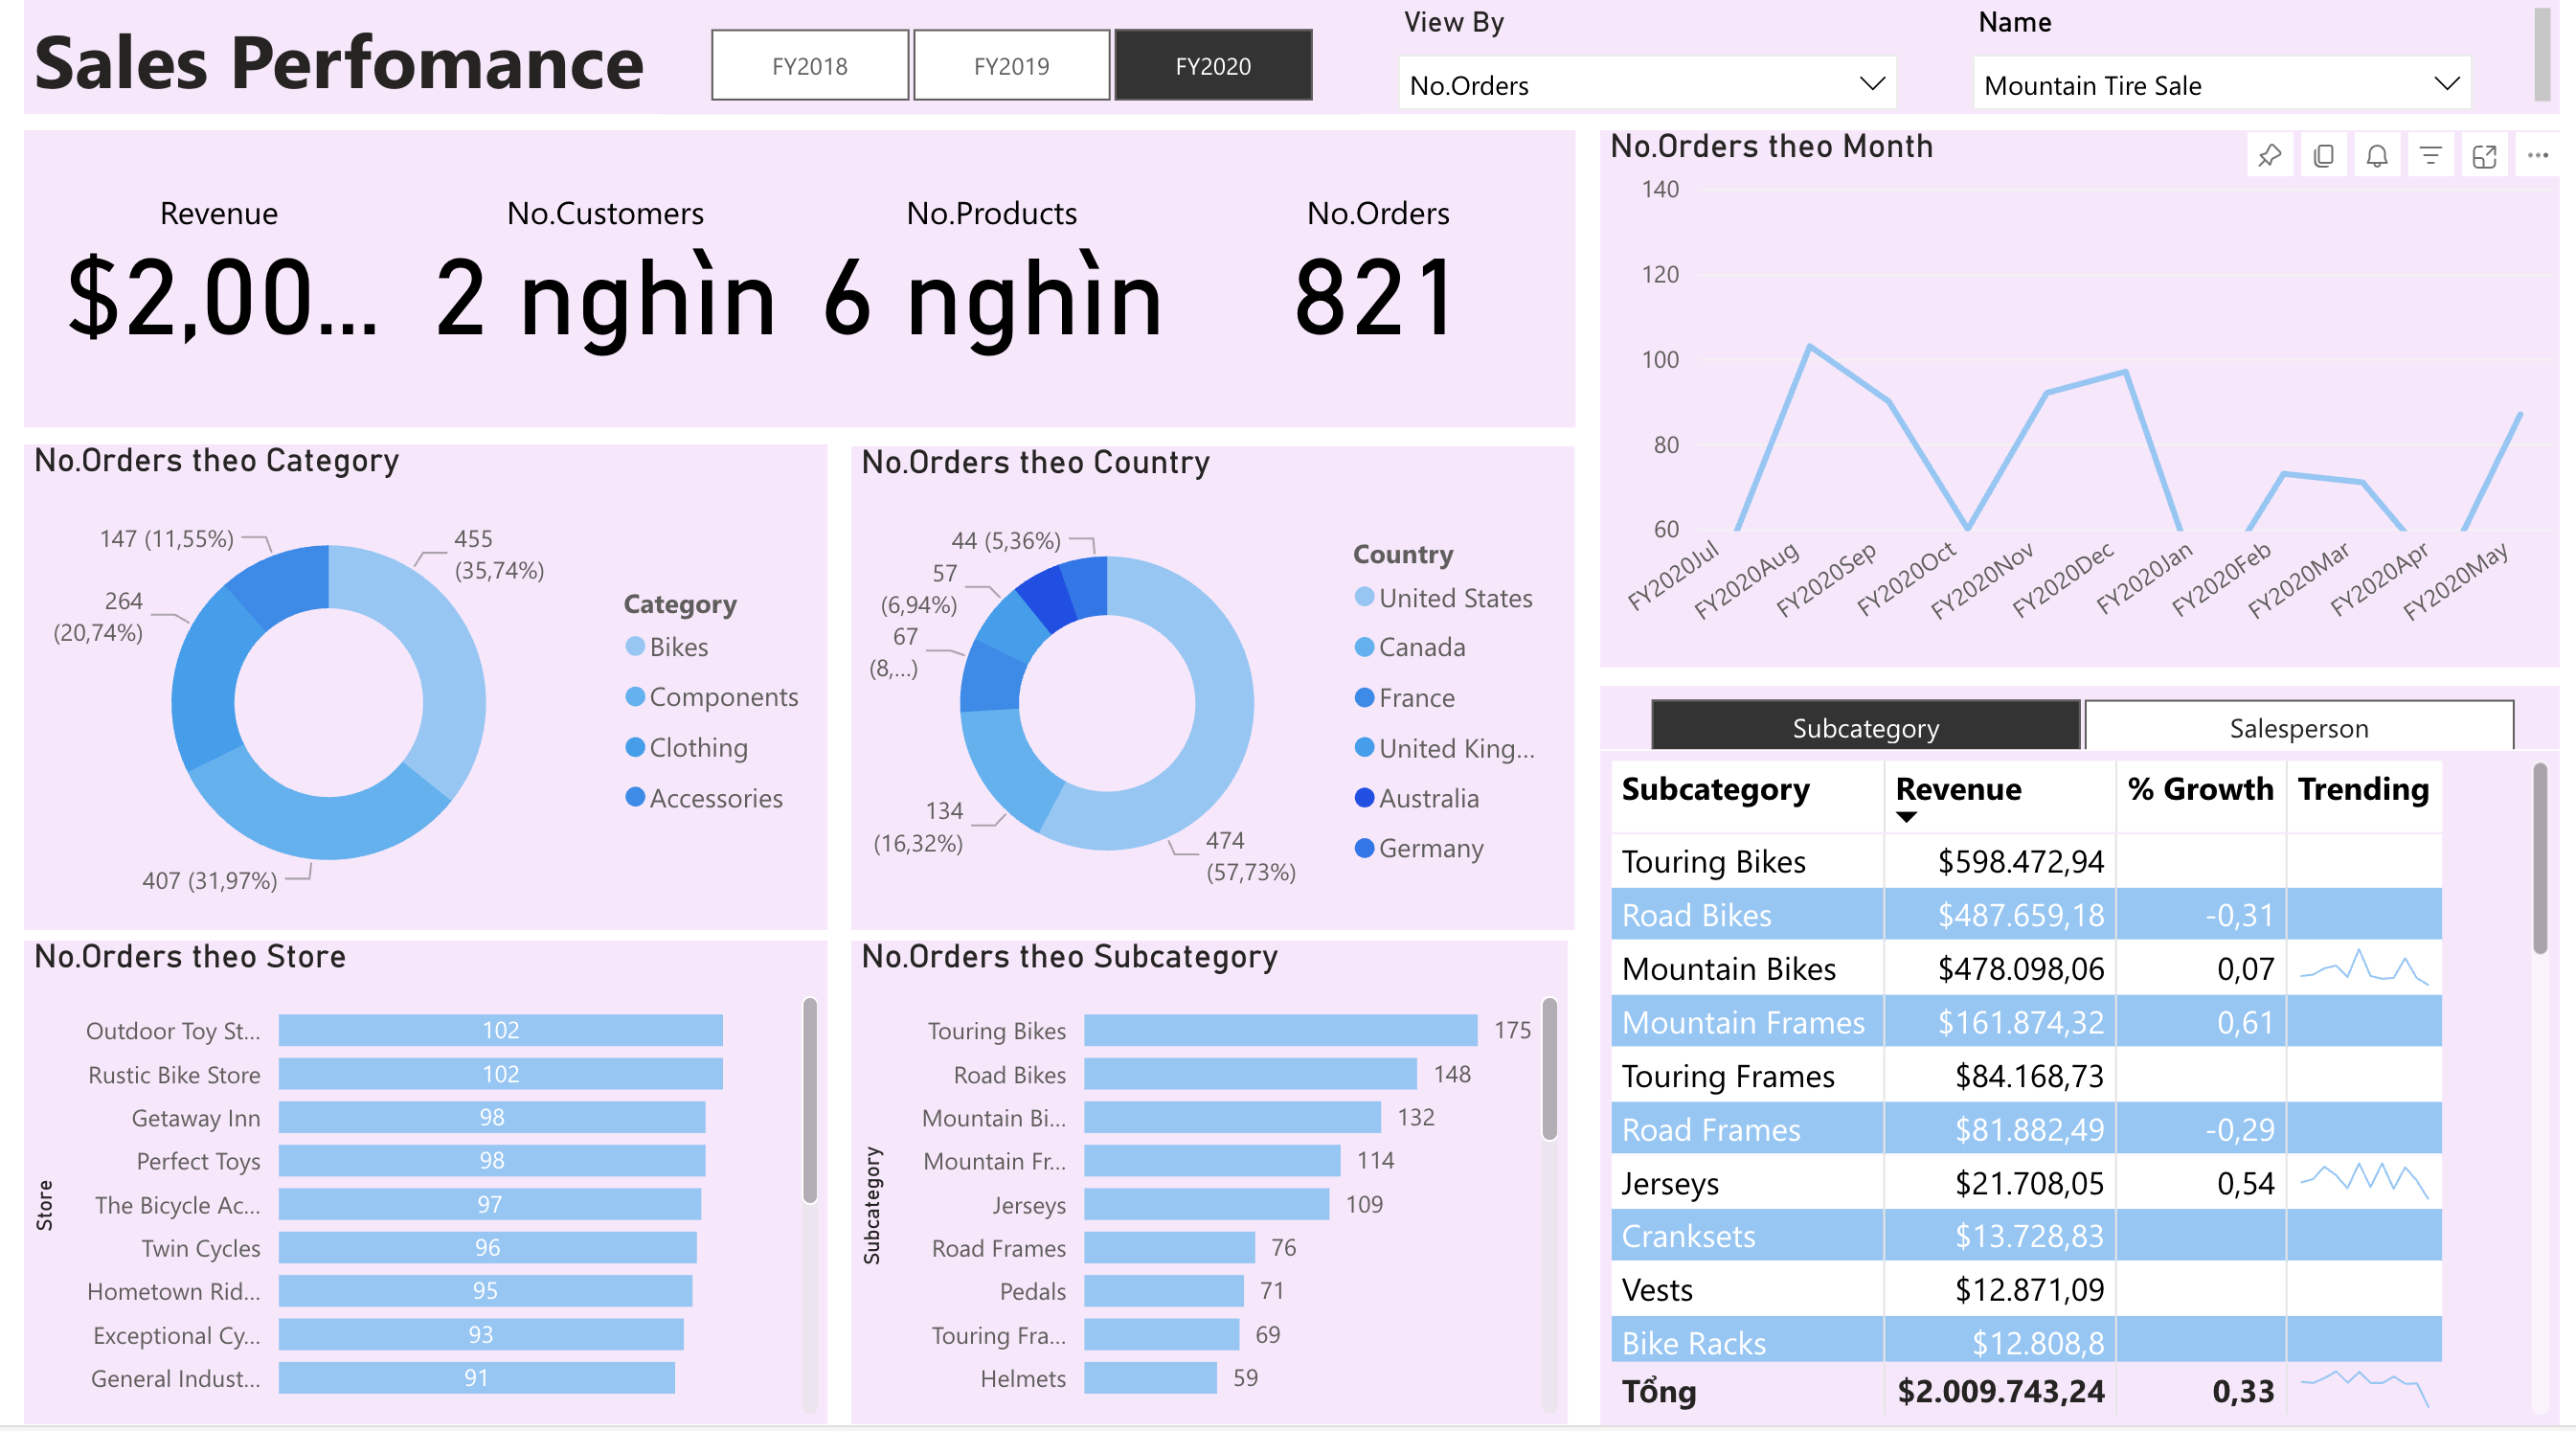 Sales Perfomance
FY2018
FY2019
FY2020
View By
No.Orders
Name
Mountain Tire Sale
Revenue
$2,00...
No.Customers
2 nghìn
No.Products
6 nghìn
No.Orders
821
No.Orders theo Month
140
120
100
80
60
FY2020Jul
FY2020Aug
FY2020Sep
FY2020Oct
FY2020Nov
FY2020Dec
FY2020Jan
FY2020Feb
FY2020Mar
FY2020Apr
FY2020May
No.Orders theo Category
147 (11,55%)
455
(35,74%)
264
(20,74%)
407 (31,97%)
Category
Bikes
Components
Clothing
Accessories
No.Orders theo Country
44 (5,36%)
57
(6,94%)
67
(8,...)
134
(16,32%)
474
(57,73%)
Country
United States
Canada
France
United King...
Australia
Germany
No.Orders theo Store
Store
Outdoor Toy St... 102
Rustic Bike Store 102
Getaway Inn 98
Perfect Toys 98
The Bicycle Ac... 97
Twin Cycles 96
Hometown Rid... 95
Exceptional Cy... 93
General Indust... 91
No.Orders theo Subcategory
Subcategory
Touring Bikes 175
Road Bikes 148
Mountain Bi... 132
Mountain Fr... 114
Jerseys 109
Road Frames 76
Pedals 71
Touring Fra... 69
Helmets 59
Subcategory
Salesperson
Subcategory Revenue % Growth Trending
Touring Bikes $598.472,94
Road Bikes $487.659,18 -0,31
Mountain Bikes $478.098,06 0,07
Mountain Frames $161.874,32 0,61
Touring Frames $84.168,73
Road Frames $81.882,49 -0,29
Jerseys $21.708,05 0,54
Cranksets $13.728,83
Vests $12.871,09
Bike Racks $12.808,8
Tổng $2.009.743,24 0,33